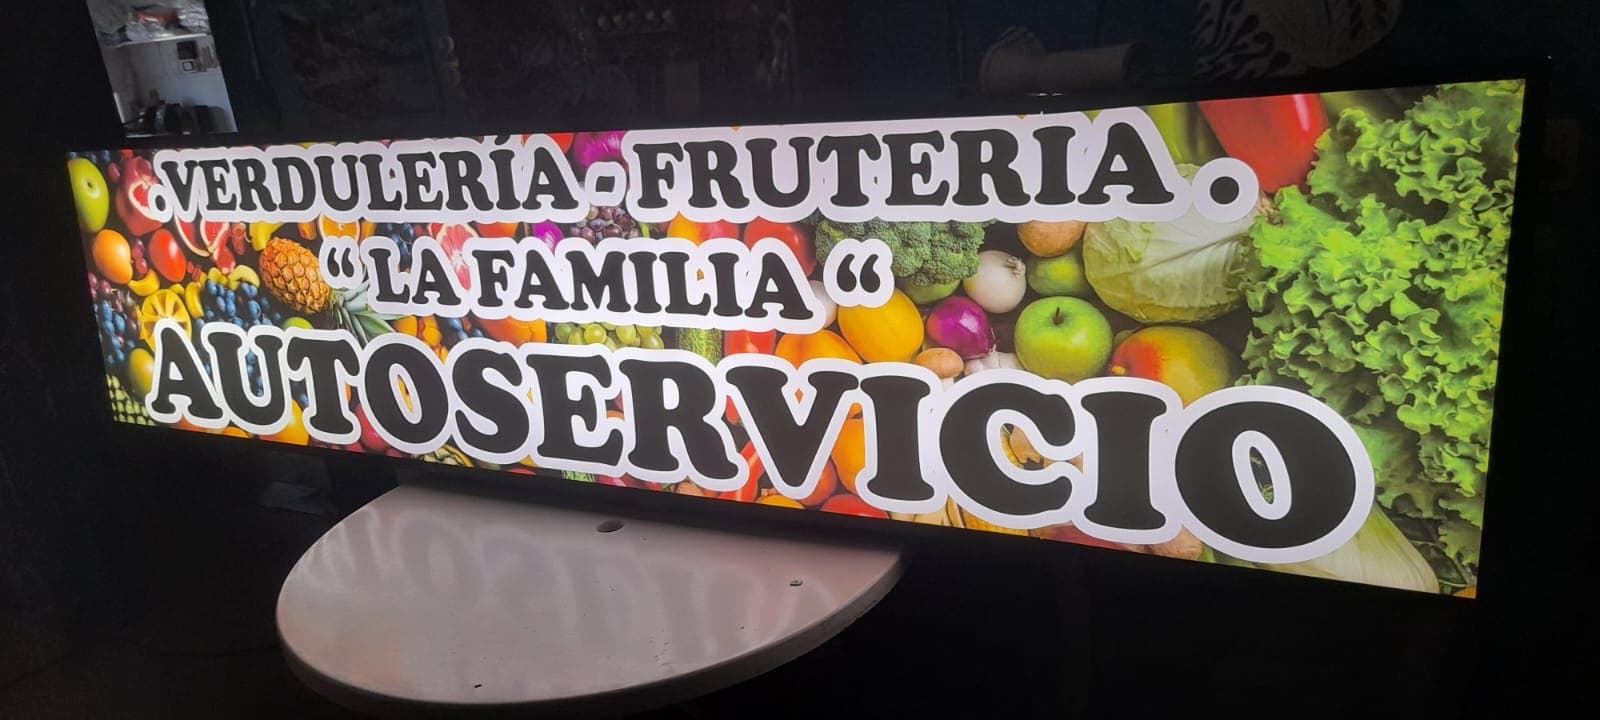 . VERDULERÍA - FRUTERIA .
“ LA FAMILIA “
AUTOSERVICIO